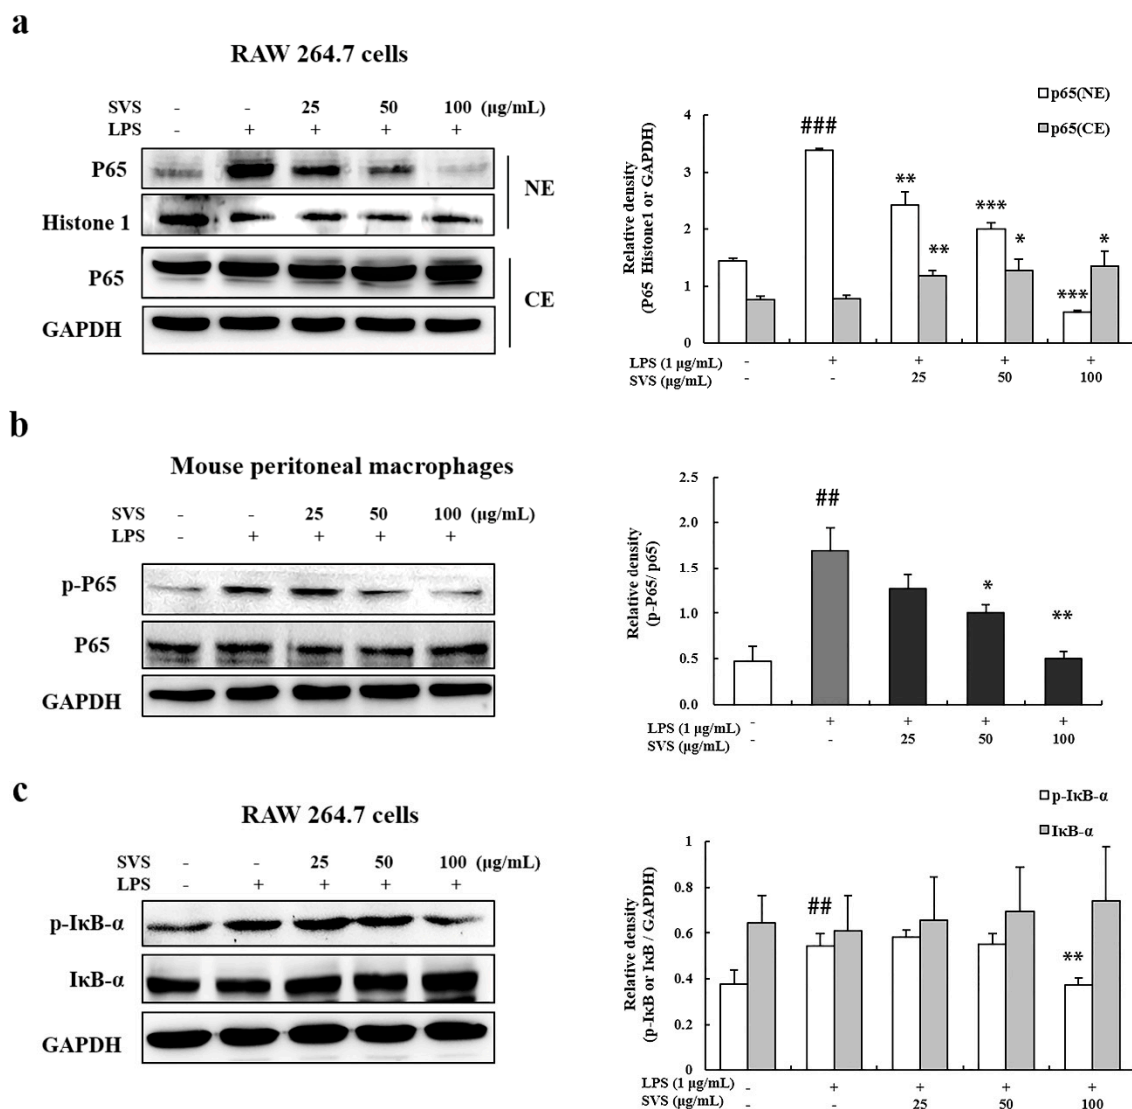 a
RAW 264.7 cells
SVS - - 25 50 100 (μg/mL)
LPS - + + + +
P65
Histone 1
NE
P65
GAPDH
CE
p65(NE)
p65(CE)
Relative density
(P65 Histone1 or GAPDH)
4
3
2
1
0
###
**
**
***
*
***
*
LPS (1 μg/mL) - + + + +
SVS (μg/mL) - - 25 50 100
b
Mouse peritoneal macrophages
SVS - - 25 50 100 (μg/mL)
LPS - + + + +
p-P65
P65
GAPDH
Relative density
(p-P65/ p65)
2.5
2.0
1.5
1.0
0.5
0.0
##
*
**
LPS (1 μg/mL) - + + + +
SVS (μg/mL) - - 25 50 100
c
RAW 264.7 cells
SVS - - 25 50 100 (μg/mL)
LPS - + + + +
p-IκB-α
IκB-α
GAPDH
p-IκB-α
IκB-α
Relative density
(p-IκB or IκB / GAPDH)
1
0.8
0.6
0.4
0.2
0
##
**
LPS (1 μg/mL) - + + + +
SVS (μg/mL) - - 25 50 100